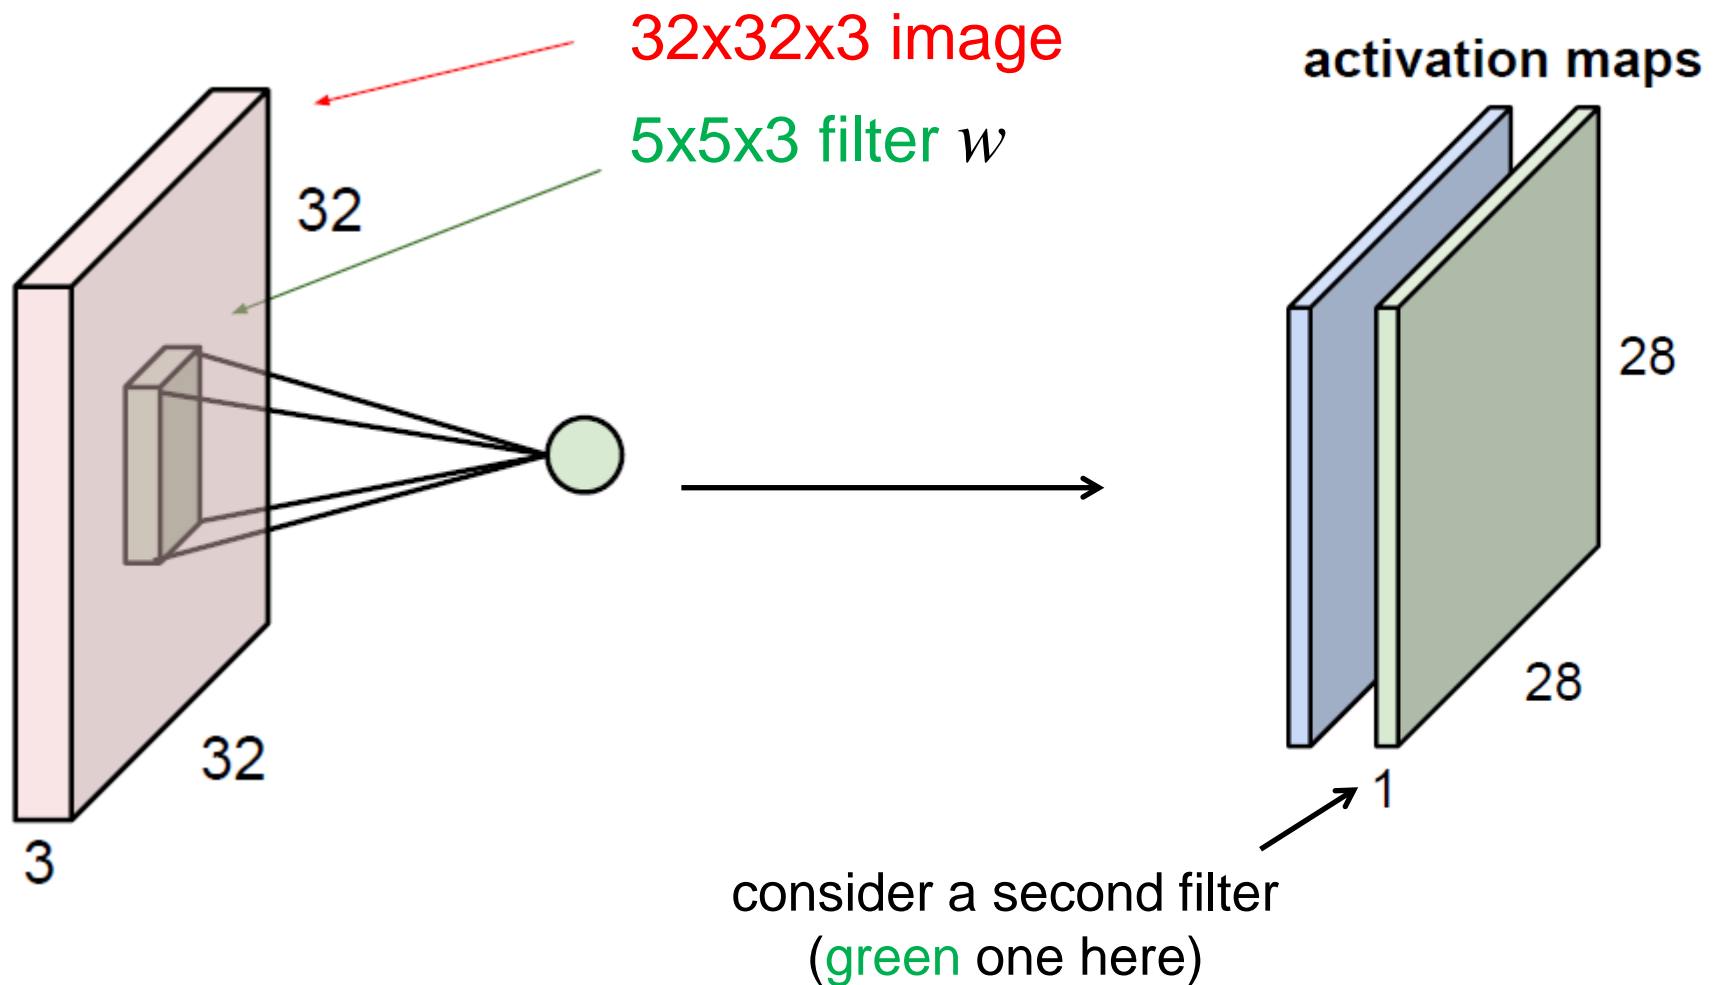 32x32x3 image
5x5x3 filter w
32
32
3
activation maps
28
28
1
consider a second filter
(green one here)